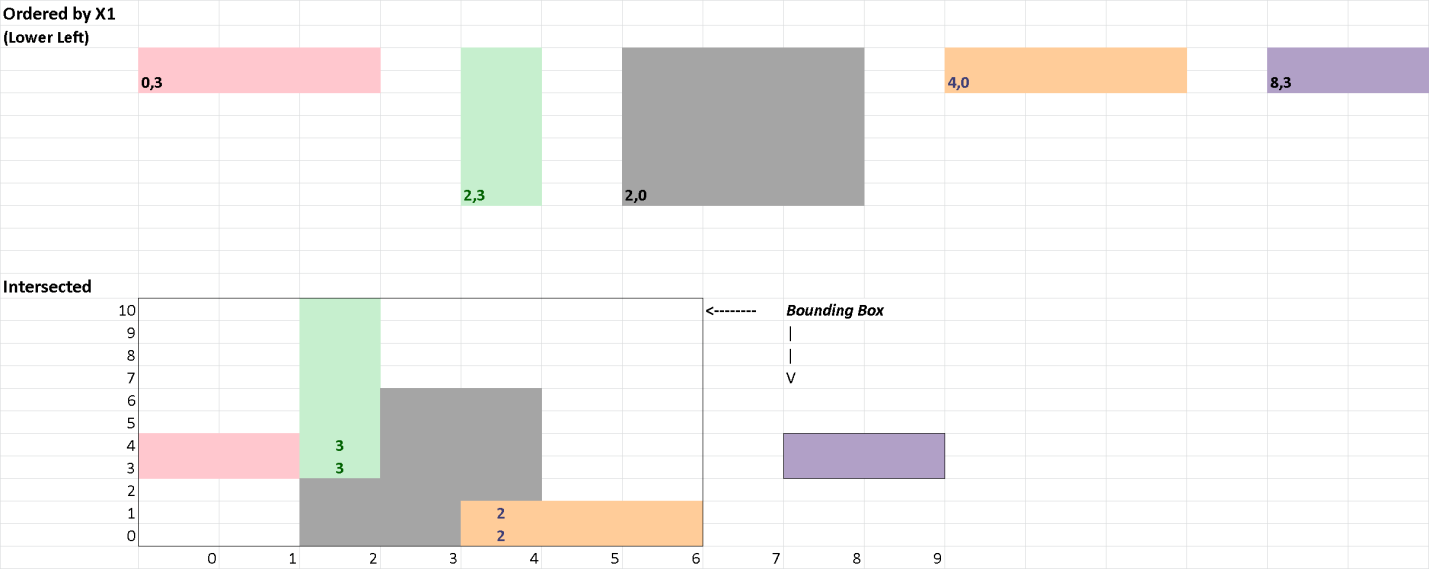 Ordered by X1
(Lower Left)
0,3
4,0
8,3
2,3
2,0
Intersected
10 <-------- Bounding Box
9 |
8 |
7 V
6
5
4 3
3 3
2
1 2
0 2
0 1 2 3 4 5 6 7 8 9